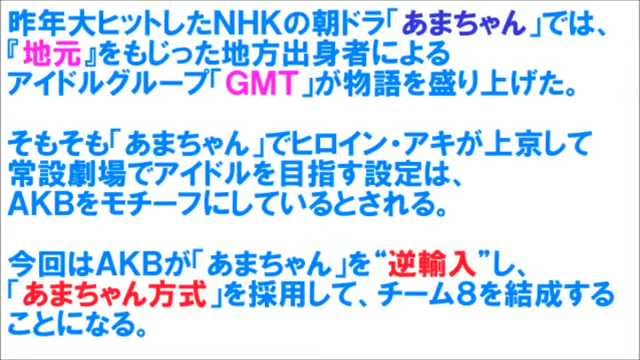 昨年大ヒットしたNHKの朝ドラ「あまちゃん」では、
『地元』をもじった地方出身者による
アイドルグループ「GMT」が物語を盛り上げた。
そもそも「あまちゃん」でヒロイン・アキが上京して
常設劇場でアイドルを目指す設定は、
AKBをモチーフにしているとされる。
今回はAKBが「あまちゃん」を“逆輸入”し、
「あまちゃん方式」を採用して、チーム8を結成する
ことになる。